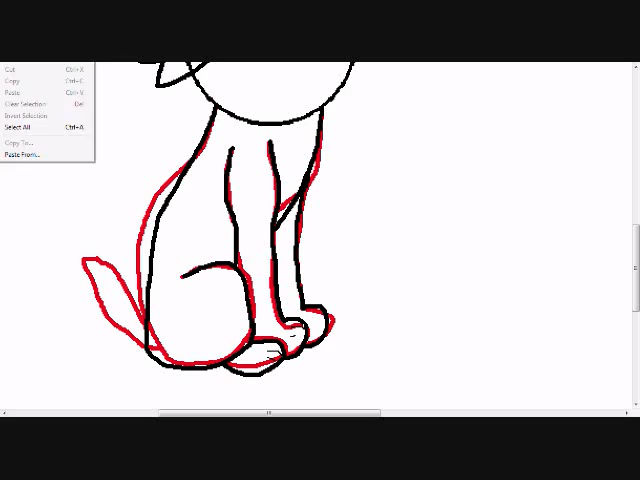 Cut Ctrl+X
Copy Ctrl+C
Paste Ctrl+V
Clear Selection Del
Invert Selection
Select All Ctrl+A
Copy To...
Paste From...